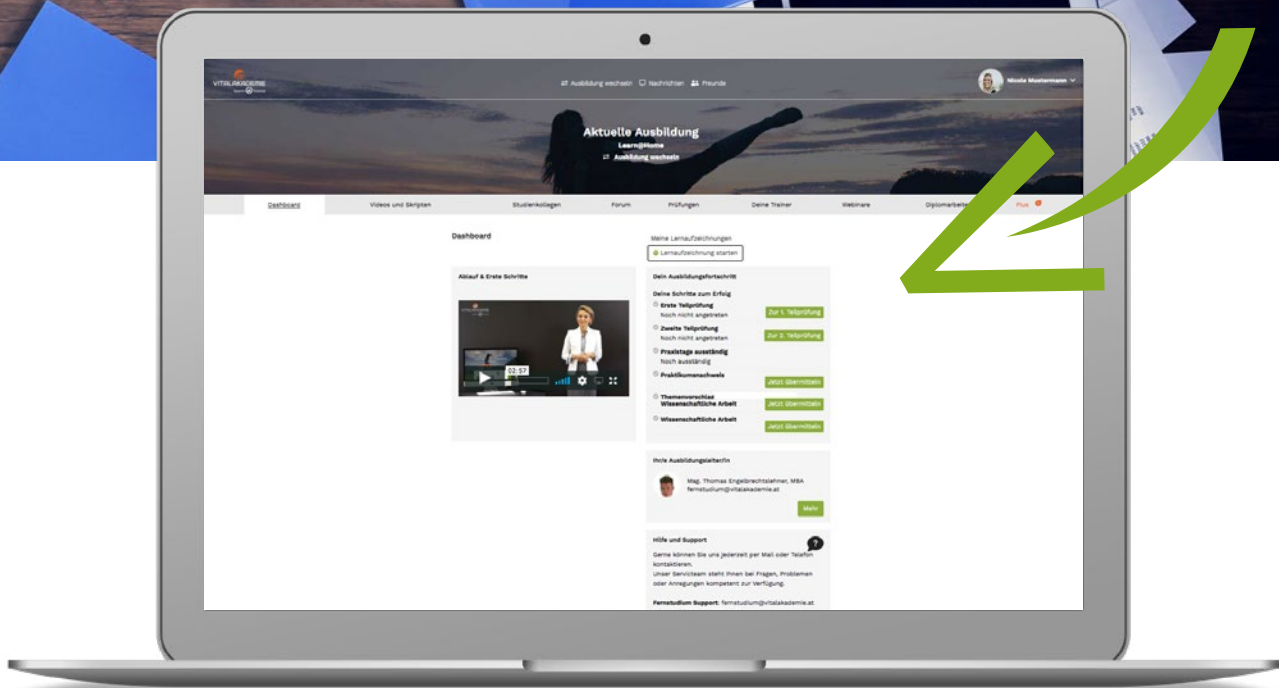 VITALAKADEMIE
Ausbildung wechseln Nachrichten Freunde
Nicole Mustermann
Aktuelle Ausbildung
Learn@Home
Ausbildung wechseln
Dashboard Videos und Skripten Studienkollegen Forum Prüfungen Deine Trainer Webinare Diplomarbeite Plus
Dashboard
Meine Lernaufzeichnungen
Lernaufzeichnung starten
Ablauf & Erste Schritte
02:57
Dein Ausbildungsfortschritt
Deine Schritte zum Erfolg
Erste Teilprüfung
Noch nicht angetreten
Zur 1. Teilprüfung
Zweite Teilprüfung
Noch nicht angetreten
Zur 2. Teilprüfung
Praxistage ausständig
Noch ausständig
Praktikumsnachweis
Jetzt übermitteln
Themenvorschlag
Wissenschaftliche Arbeit
Jetzt übermitteln
Wissenschaftliche Arbeit
Jetzt übermitteln
Ihr/e Ausbildungsleiter/in
Mag. Thomas Engelbrechtslehner, MBA
fernstudium@vitalakademie.at
Mehr
Hilfe und Support
?
Gerne können Sie uns jederzeit per Mail oder Telefon
kontaktieren.
Unser Serviceteam steht Ihnen bei Fragen, Problemen
oder Anregungen kompetent zur Verfügung.
Fernstudium Support: fernstudium@vitalakademie.at